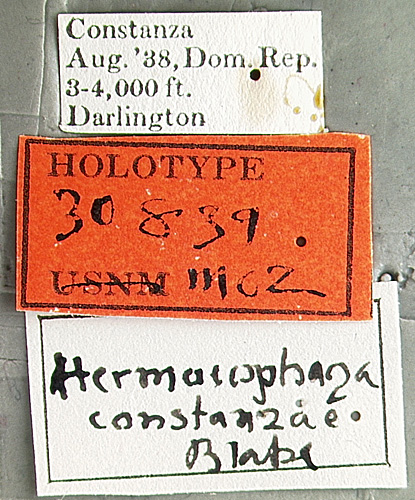 Constanza
Aug. '38, Dom. Rep.
3-4,000 ft.
Darlington
HOLOTYPE
30839.
USNM MCZ
Hermaeophaga
constanzae.
Blake